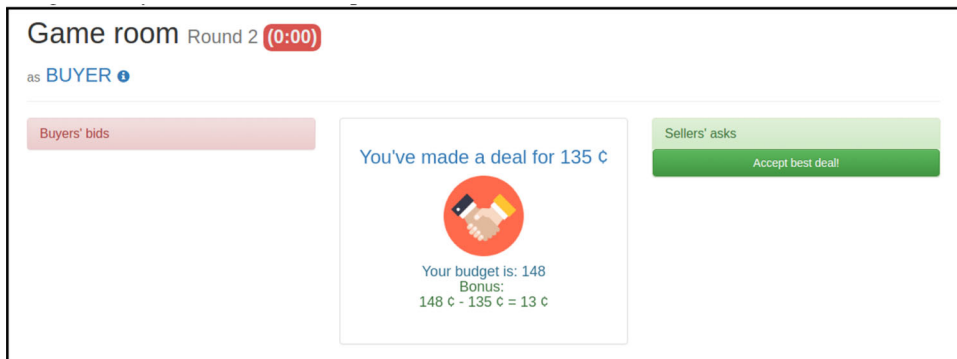 Game room Round 2 (0:00)
as BUYER
Buyers' bids
You've made a deal for 135 ¢
Your budget is: 148
Bonus:
148 ¢ - 135 ¢ = 13 ¢
Sellers' asks
Accept best deal!